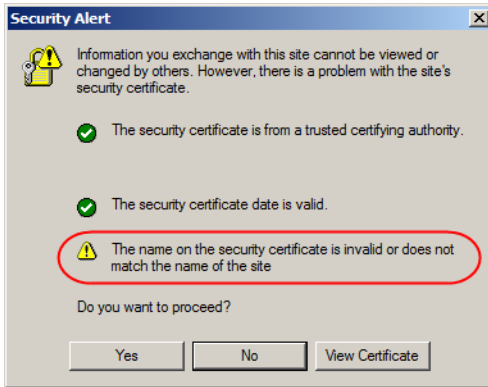 Security Alert
Information you exchange with this site cannot be viewed or
changed by others. However, there is a problem with the site's
security certificate.
The security certificate is from a trusted certifying authority.
The security certificate date is valid.
The name on the security certificate is invalid or does not
match the name of the site
Do you want to proceed?
Yes
No
View Certificate